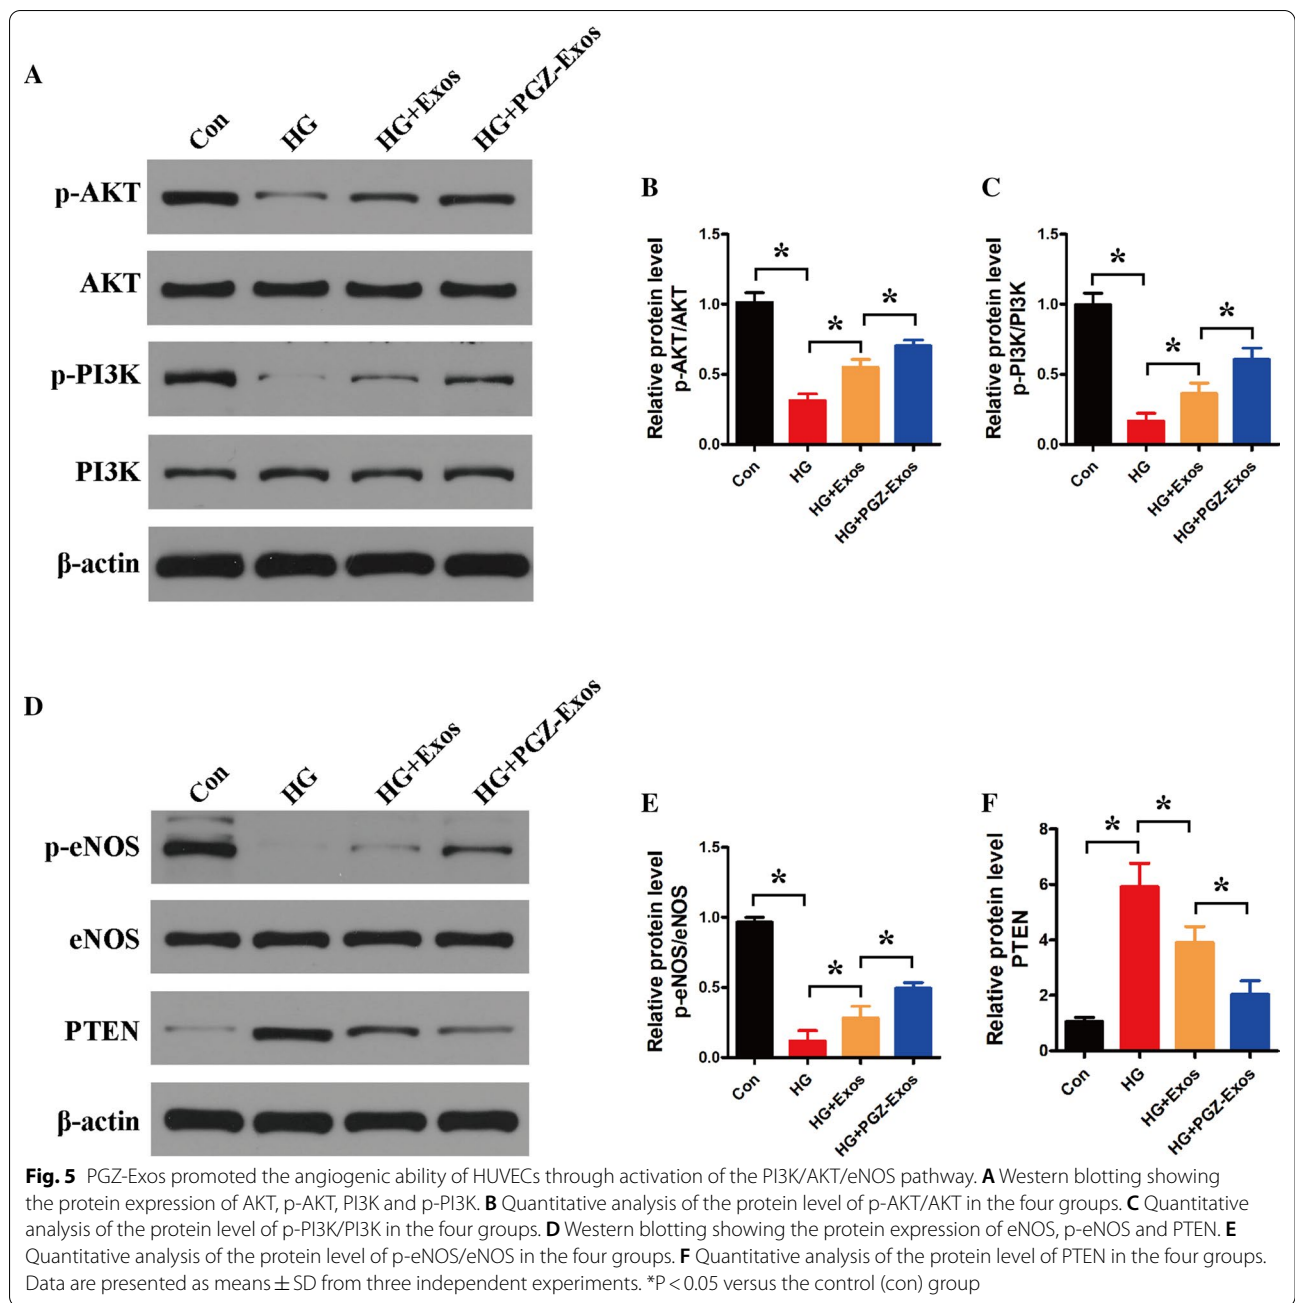 A
Con
HG
HG+Exos
HG+PGZ-Exos
p-AKT
AKT
p-PI3K
PI3K
β-actin
B
Relative protein level
p-AKT/AKT
1.5
1.0
0.5
0.0
*
*
*
Con
HG
HG+Exos
HG+PGZ-Exos
C
Relative protein level
p-PI3K/PI3K
1.5
1.0
0.5
0.0
*
*
*
Con
HG
HG+Exos
HG+PGZ-Exos
D
Con
HG
HG+Exos
HG+PGZ-Exos
p-eNOS
eNOS
PTEN
β-actin
E
Relative protein level
p-eNOS/eNOS
1.5
1.0
0.5
0.0
*
*
*
Con
HG
HG+Exos
HG+PGZ-Exos
F
Relative protein level
PTEN
8
6
4
2
0
*
*
*
Con
HG
HG+Exos
HG+PGZ-Exos
Fig. 5 PGZ-Exos promoted the angiogenic ability of HUVECs through activation of the PI3K/AKT/eNOS pathway. A Western blotting showing
the protein expression of AKT, p-AKT, PI3K and p-PI3K. B Quantitative analysis of the protein level of p-AKT/AKT in the four groups. C Quantitative
analysis of the protein level of p-PI3K/PI3K in the four groups. D Western blotting showing the protein expression of eNOS, p-eNOS and PTEN. E
Quantitative analysis of the protein level of p-eNOS/eNOS in the four groups. F Quantitative analysis of the protein level of PTEN in the four groups.
Data are presented as means ± SD from three independent experiments. *P < 0.05 versus the control (con) group